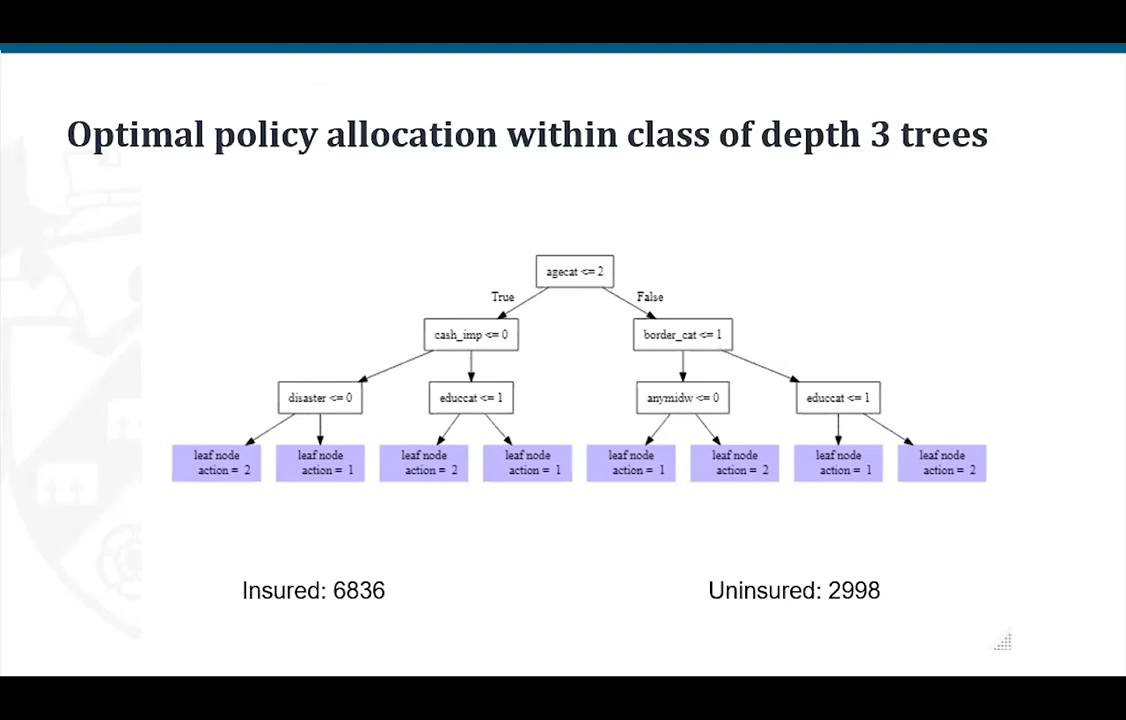 Optimal policy allocation within class of depth 3 trees
agecat <= 2
True
False
cash_imp <= 0
border_cat <= 1
disaster <= 0
educcat <= 1
anymidw <= 0
educcat <= 1
leaf node
action = 2
leaf node
action = 1
leaf node
action = 2
leaf node
action = 1
leaf node
action = 1
leaf node
action = 2
leaf node
action = 1
leaf node
action = 2
Insured: 6836
Uninsured: 2998